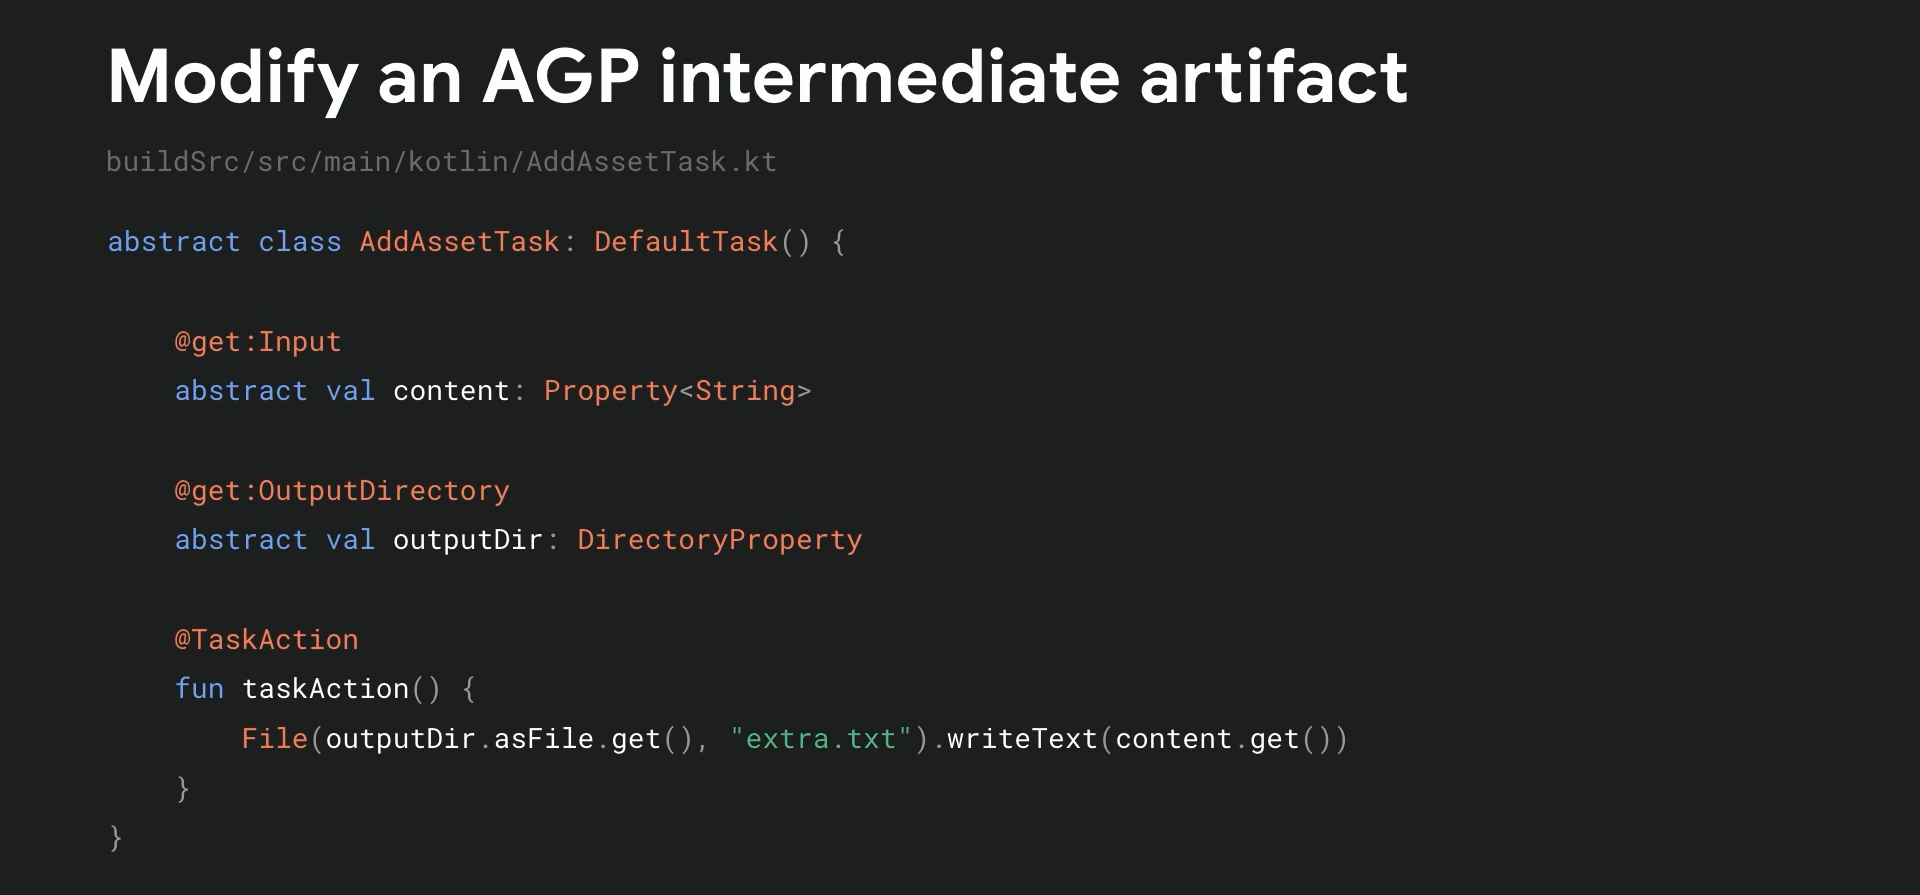 Modify an AGP intermediate artifact
buildSrc/src/main/kotlin/AddAssetTask.kt
abstract class AddAssetTask: DefaultTask() {
    @get:Input
    abstract val content: Property<String>
    @get:OutputDirectory
    abstract val outputDir: DirectoryProperty
    @TaskAction
    fun taskAction() {
        File(outputDir.asFile.get(), "extra.txt").writeText(content.get())
    }
}